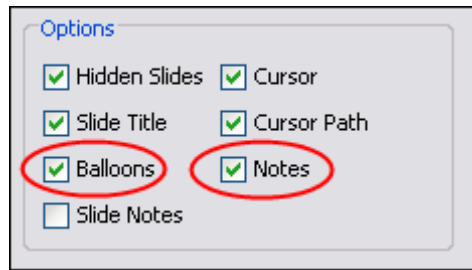 Options
Hidden Slides Cursor
Slide Title Cursor Path
Balloons Notes
Slide Notes